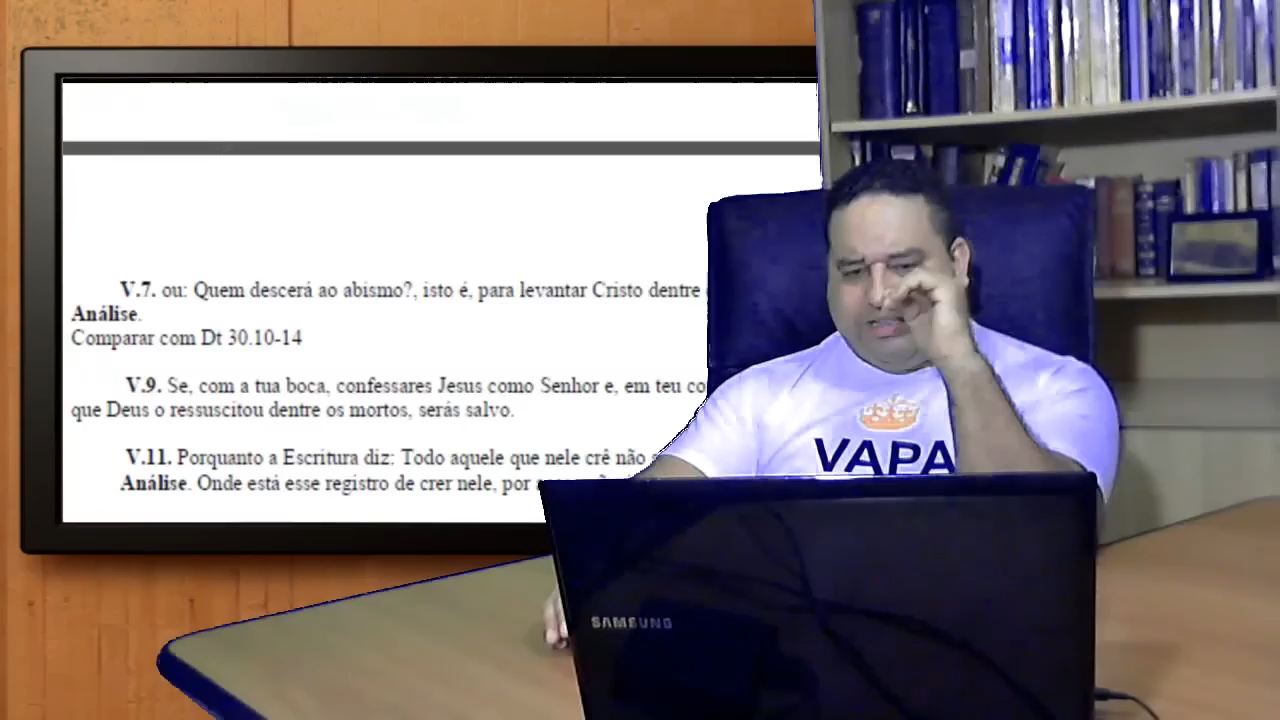 V.7. ou: Quem descerá ao abismo?, isto é, para levantar Cristo dentre
Análise.
Comparar com Dt 30.10-14
V.9. Se, com a tua boca, confessares Jesus como Senhor e, em teu
que Deus o ressuscitou dentre os mortos, serás salvo.
V.11. Porquanto a Escritura diz: Todo aquele que nele crê não
Análise. Onde está esse registro de crer nele, por
VAPA
SAMSUNG